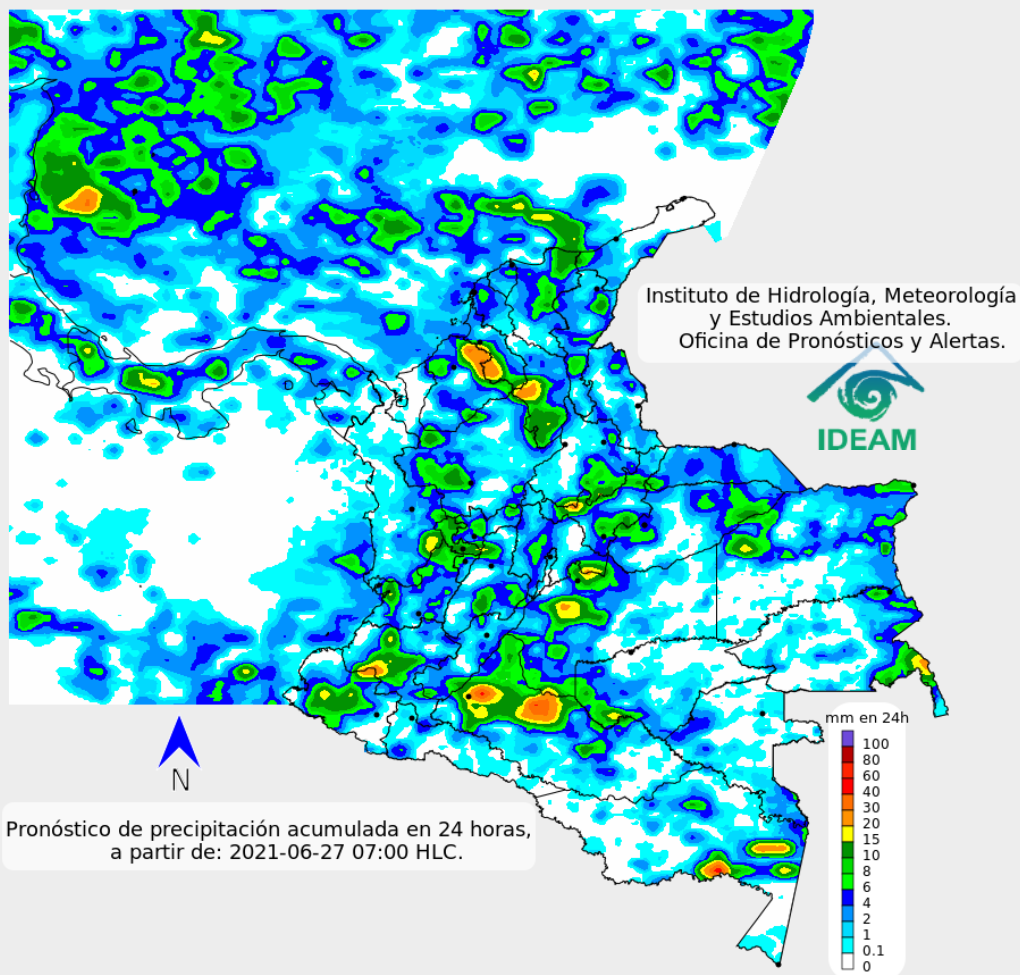 Instituto de Hidrología, Meteorología
y Estudios Ambientales.
Oficina de Pronósticos y Alertas.
IDEAM
N
Pronóstico de precipitación acumulada en 24 horas,
a partir de: 2021-06-27 07:00 HLC.
mm en 24h
100
80
60
40
30
20
15
10
8
6
4
2
1
0.1
0